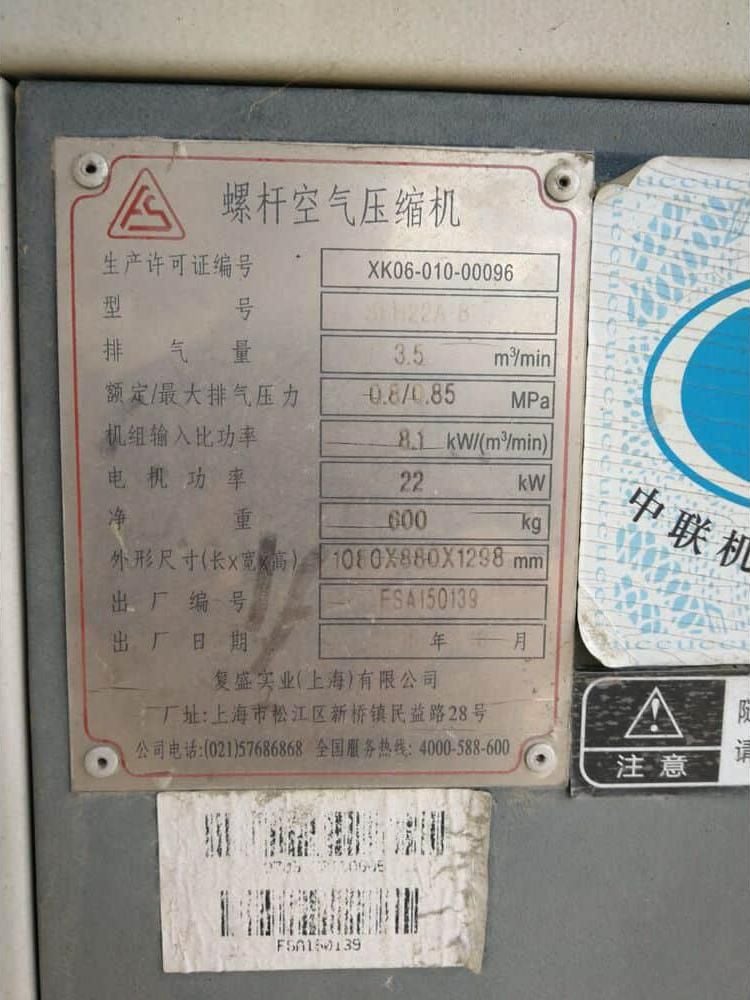 螺杆空气压缩机
生产许可证编号 XK06-010-00096
型 号
排 气 量 3.5 m³/min
额定/最大排气压力 0.8/0.85 MPa
机组输入比功率 8.1 kW/(m³/min)
电 机 功 率 22 kW
净 重 600 kg
外形尺寸(长x宽x高) 1080X880X1298 mm
出 厂 编 号 FSA150139
出 厂 日 期 年 月
复盛实业(上海)有限公司
厂址:上海市松江区新桥镇民益路28号
公司电话:(021)57686868 全国服务热线: 4000-588-600
中联机
注 意
随
请
FSA150139